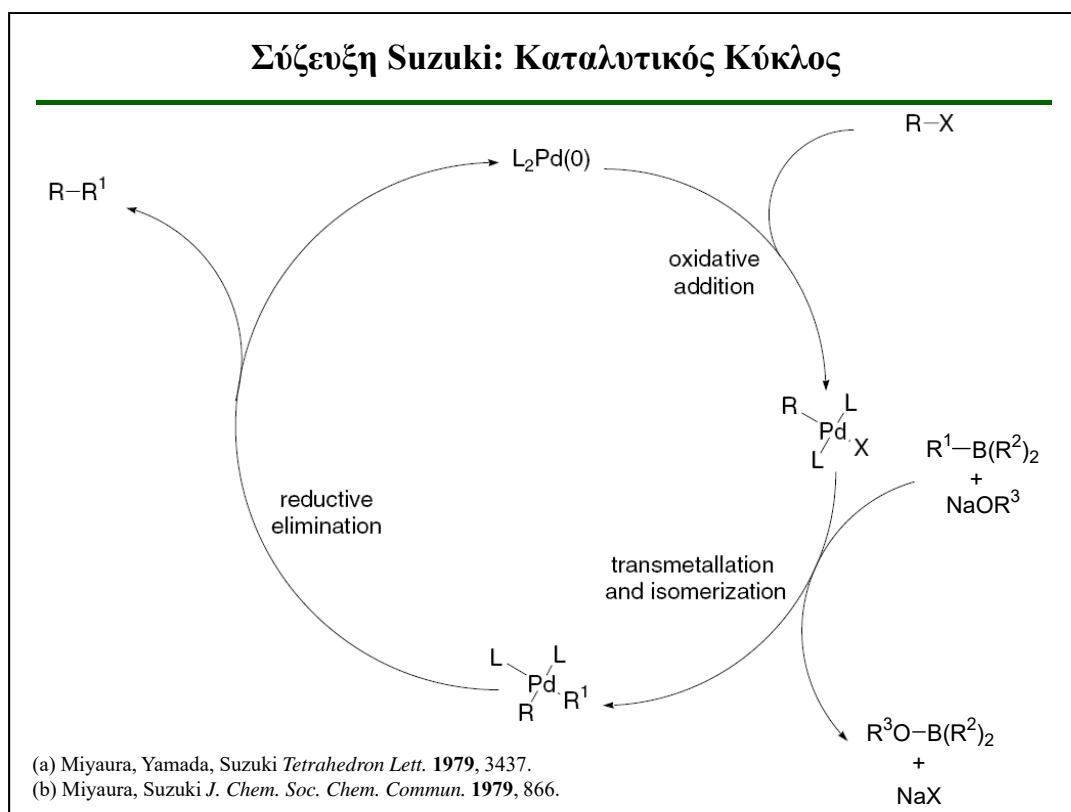 Σύζευξη Suzuki: Καταλυτικός Κύκλος
R–X
L₂Pd(0)
R–R¹
oxidative
addition
R
L
Pd
L
X
R¹—B(R²)₂
+
NaOR³
reductive
elimination
transmetallation
and isomerization
L
L
Pd
R
R¹
R³O–B(R²)₂
+
NaX
(a) Miyaura, Yamada, Suzuki Tetrahedron Lett. 1979, 3437.
(b) Miyaura, Suzuki J. Chem. Soc. Chem. Commun. 1979, 866.